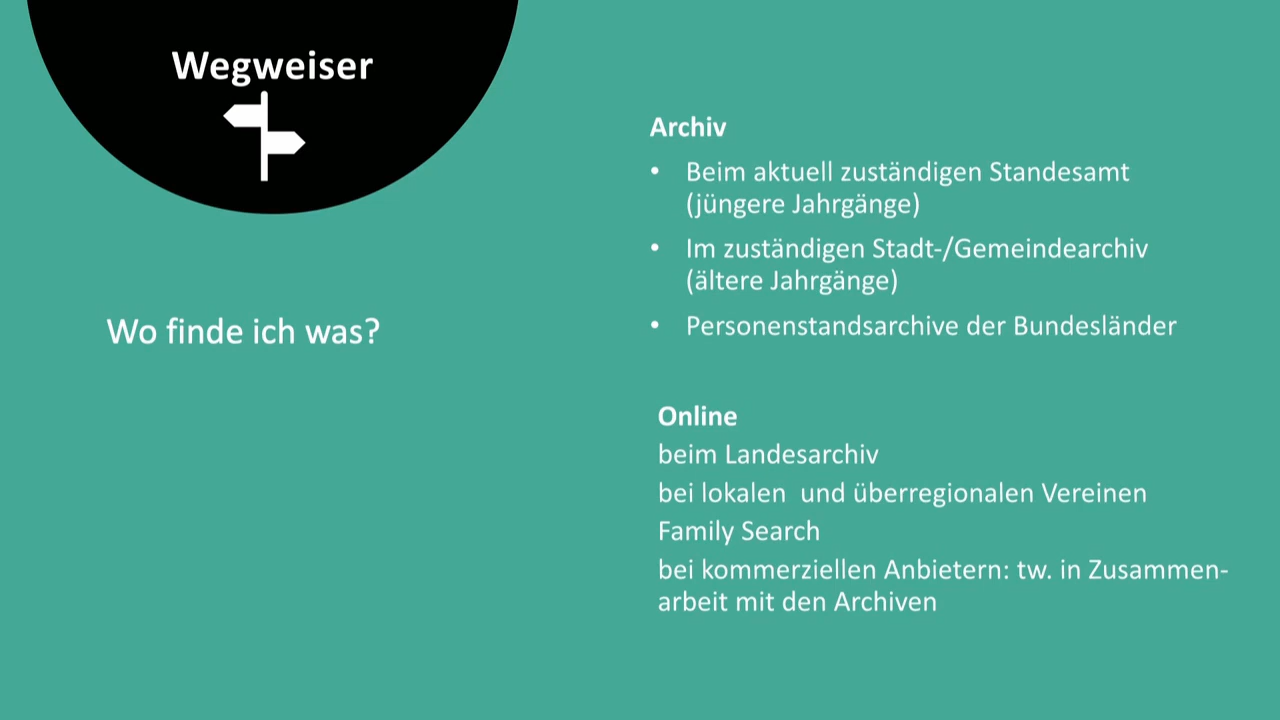 Wegweiser
Wo finde ich was?
Archiv
• Beim aktuell zuständigen Standesamt
(jüngere Jahrgänge)
• Im zuständigen Stadt-/Gemeindearchiv
(ältere Jahrgänge)
• Personenstandsarchive der Bundesländer
Online
beim Landesarchiv
bei lokalen  und überregionalen Vereinen
Family Search
bei kommerziellen Anbietern: tw. in Zusammen-
arbeit mit den Archiven